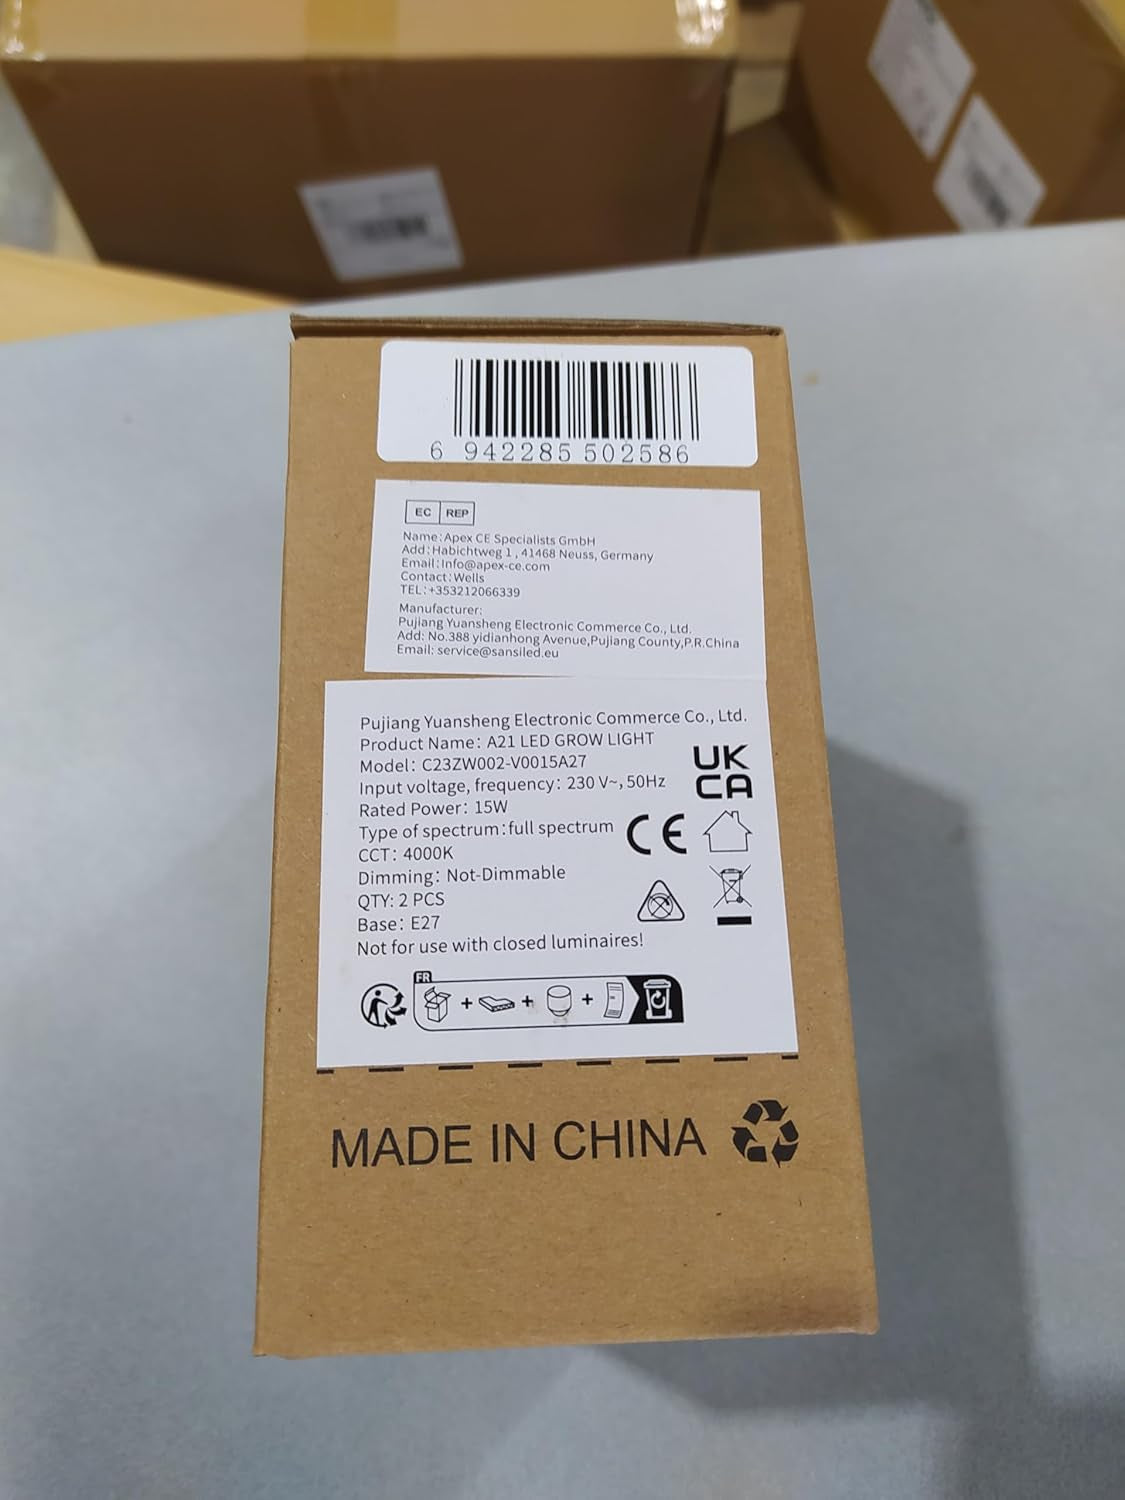 6 942285 502586
EC REP
Name:Apex CE Specialists GmbH
Add:Habichtweg 1 , 41468 Neuss, Germany
Email:Info@apex-ce.com
Contact:Wells
TEL:+353212066339
Manufacturer:
Pujiang Yuansheng Electronic Commerce Co., Ltd.
Add: No.388 yidianhong Avenue,Pujiang County,P.R.China
Email: service@sansiled.eu
Pujiang Yuansheng Electronic Commerce Co., Ltd.
Product Name: A21 LED GROW LIGHT
Model: C23ZW002-V0015A27
Input voltage, frequency: 230 V~, 50Hz
Rated Power: 15W
Type of spectrum:full spectrum
CCT: 4000K
Dimming: Not-Dimmable
QTY: 2 PCS
Base: E27
Not for use with closed luminaires!
UK
CA
CE
FR
MADE IN CHINA